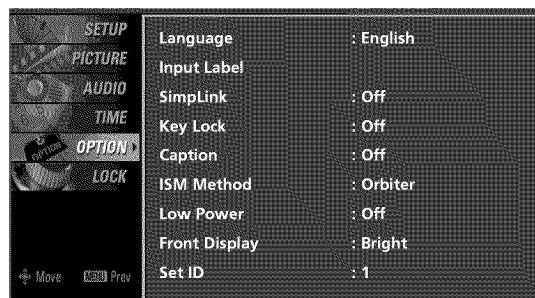 SETUP
PICTURE
AUDIO
TIME
OPTION
LOCK
Move MENU Prev
Language : English
Input Label
SimpLink : Off
Key Lock : Off
Caption : Off
ISM Method : Orbiter
Low Power : Off
Front Display : Bright
Set ID : 1